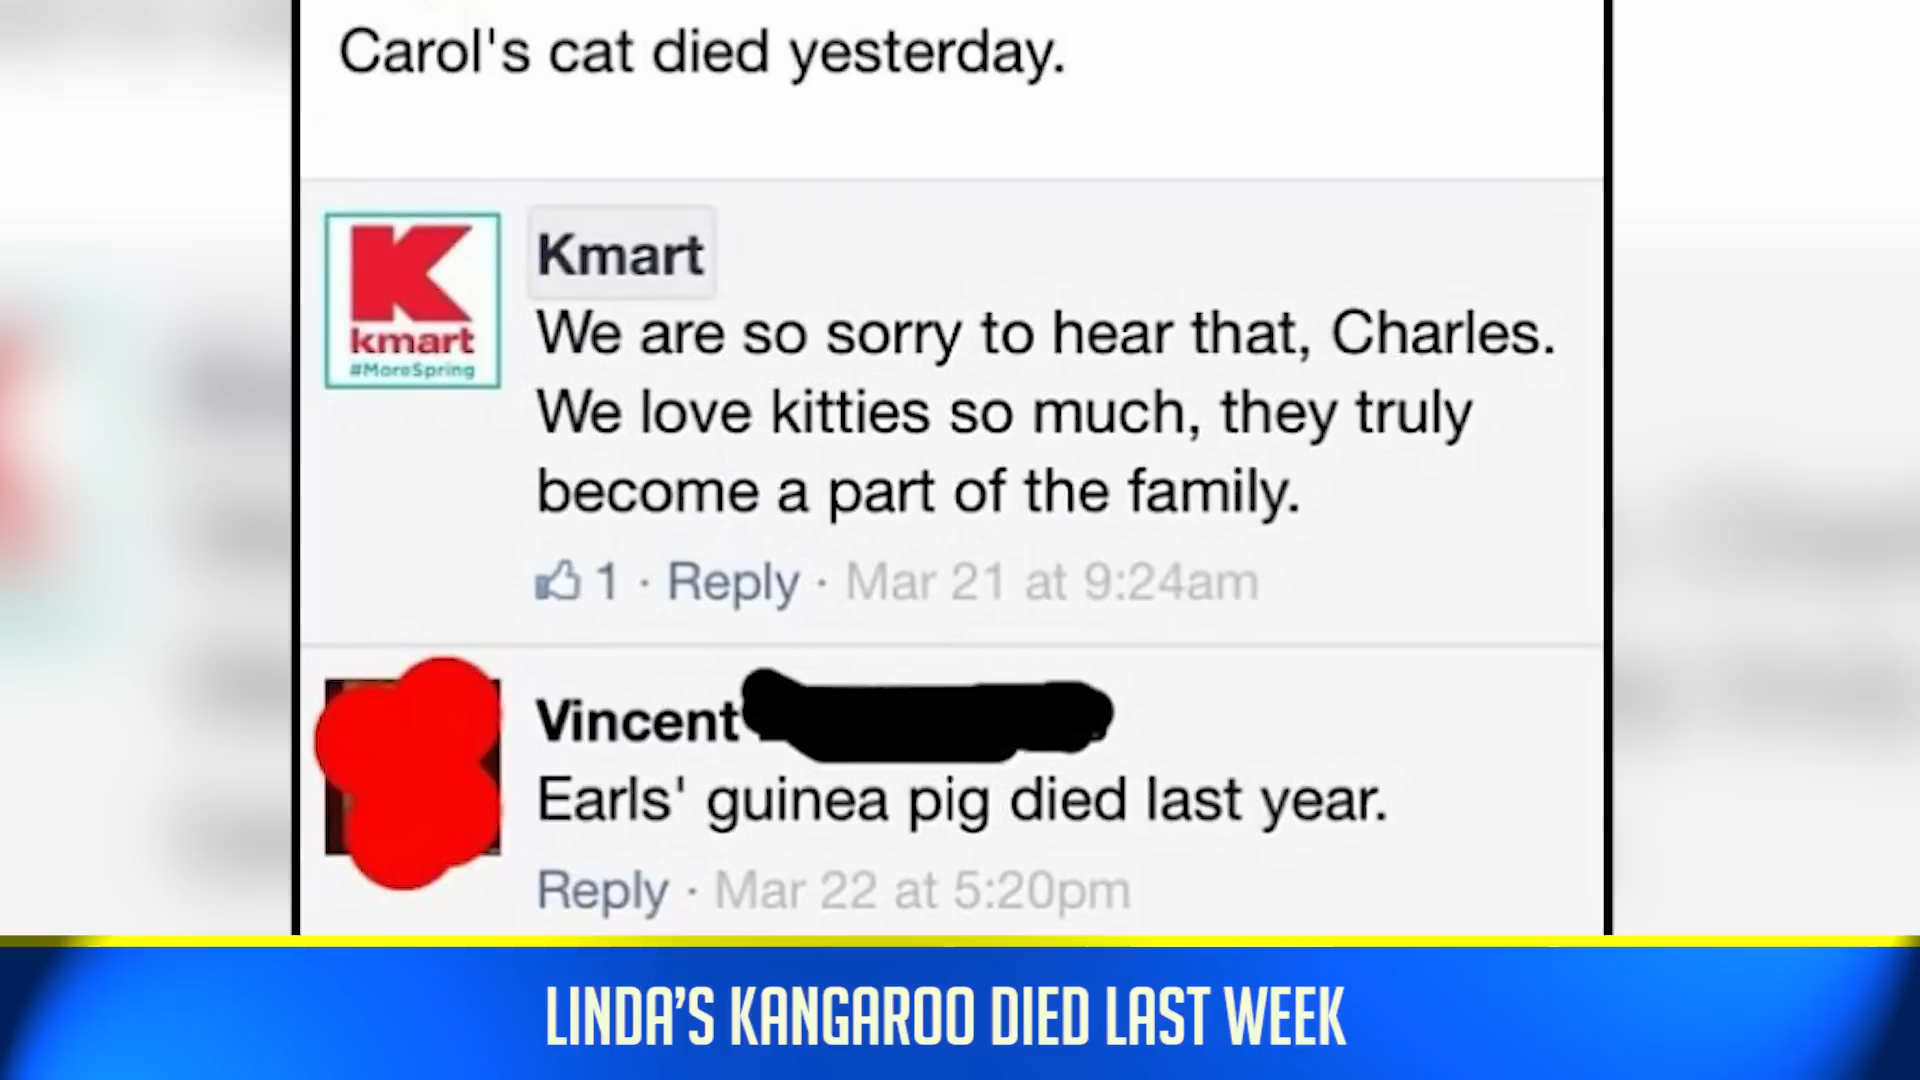 Carol's cat died yesterday.
kmart
#MoreSpring
Kmart
We are so sorry to hear that, Charles.
We love kitties so much, they truly
become a part of the family.
1 · Reply · Mar 21 at 9:24am
Vincent
Earls' guinea pig died last year.
Reply · Mar 22 at 5:20pm
LINDA'S KANGAROO DIED LAST WEEK